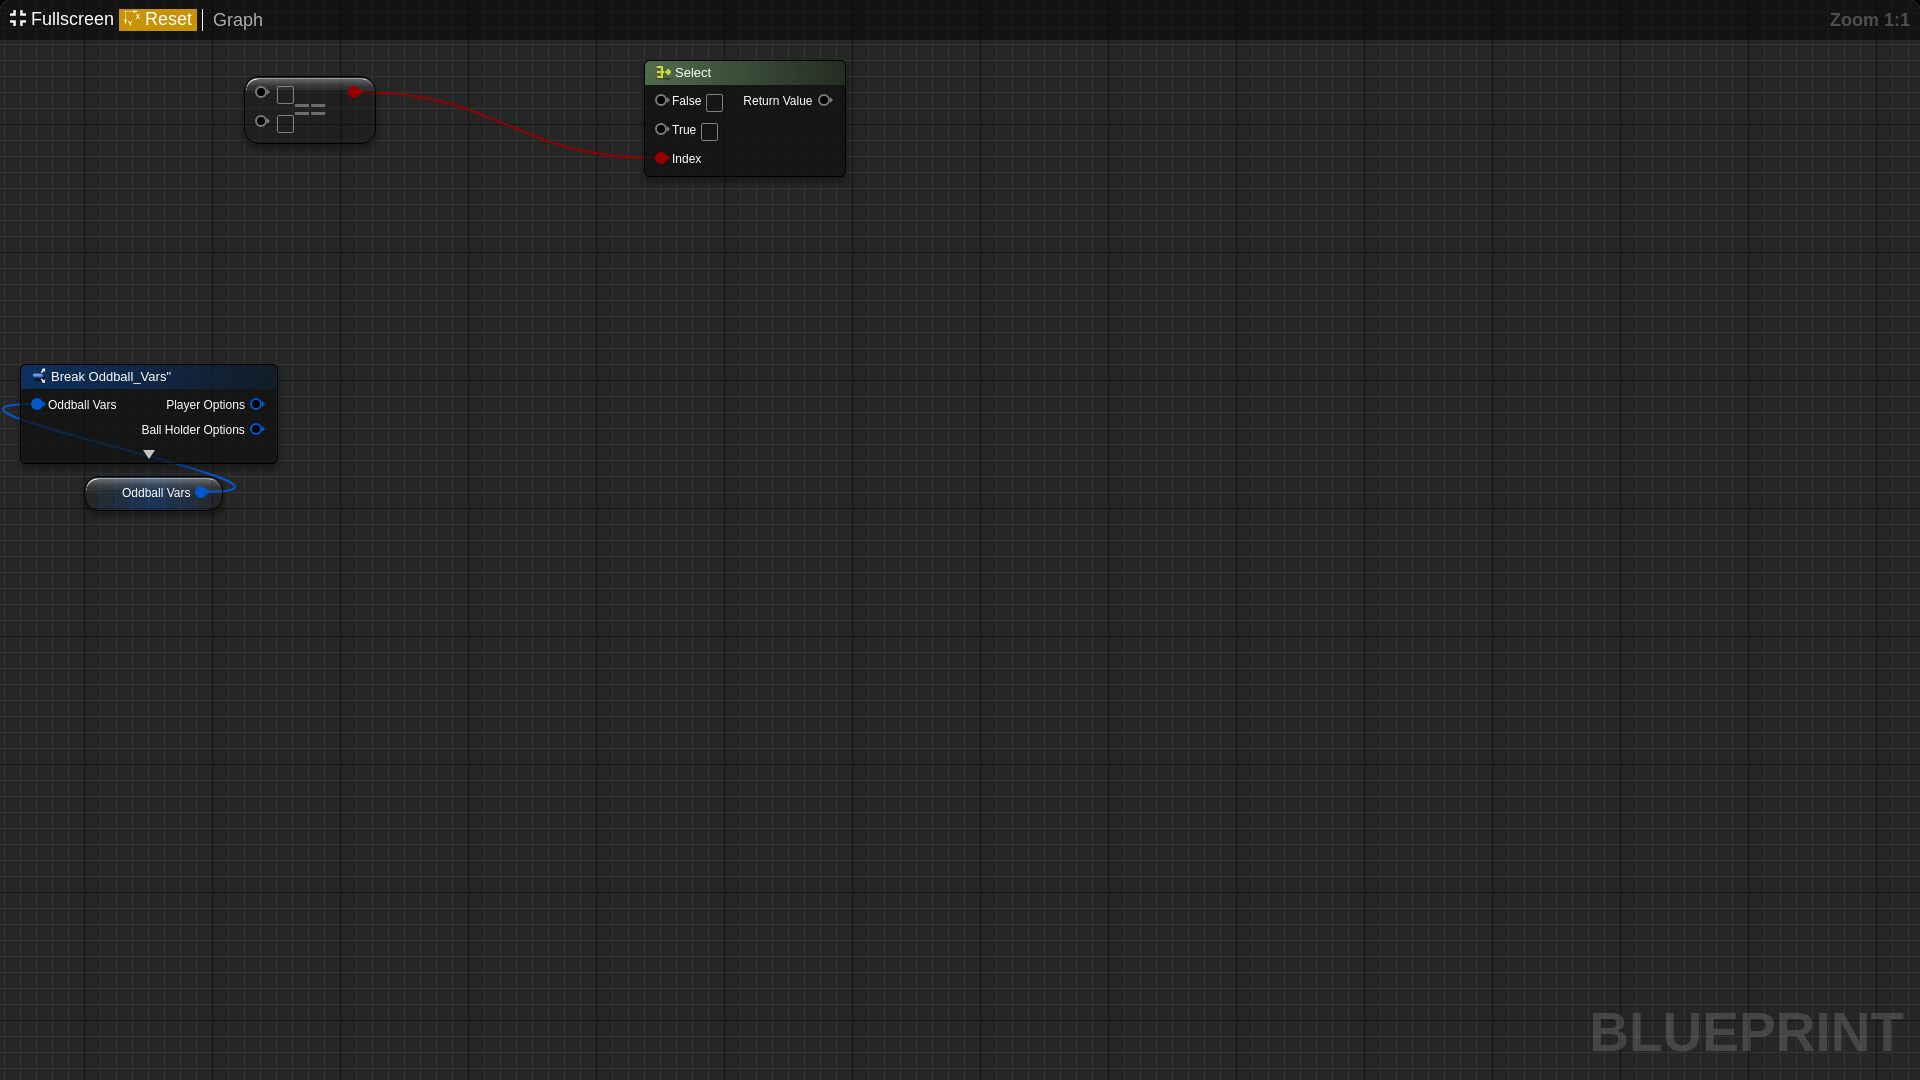 Fullscreen Reset Graph Zoom 1:1
==
Select
False Return Value
True
Index
Break Oddball_Vars"
Oddball Vars Player Options
Ball Holder Options
Oddball Vars
BLUEPRINT